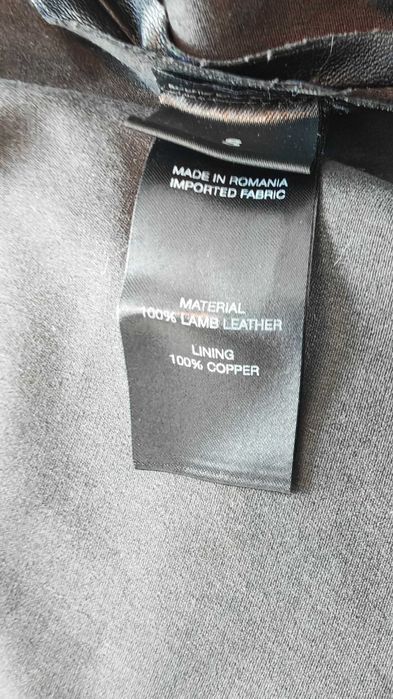 S
MADE IN ROMANIA
IMPORTED FABRIC
MATERIAL
100% LAMB LEATHER
LINING
100% COPPER